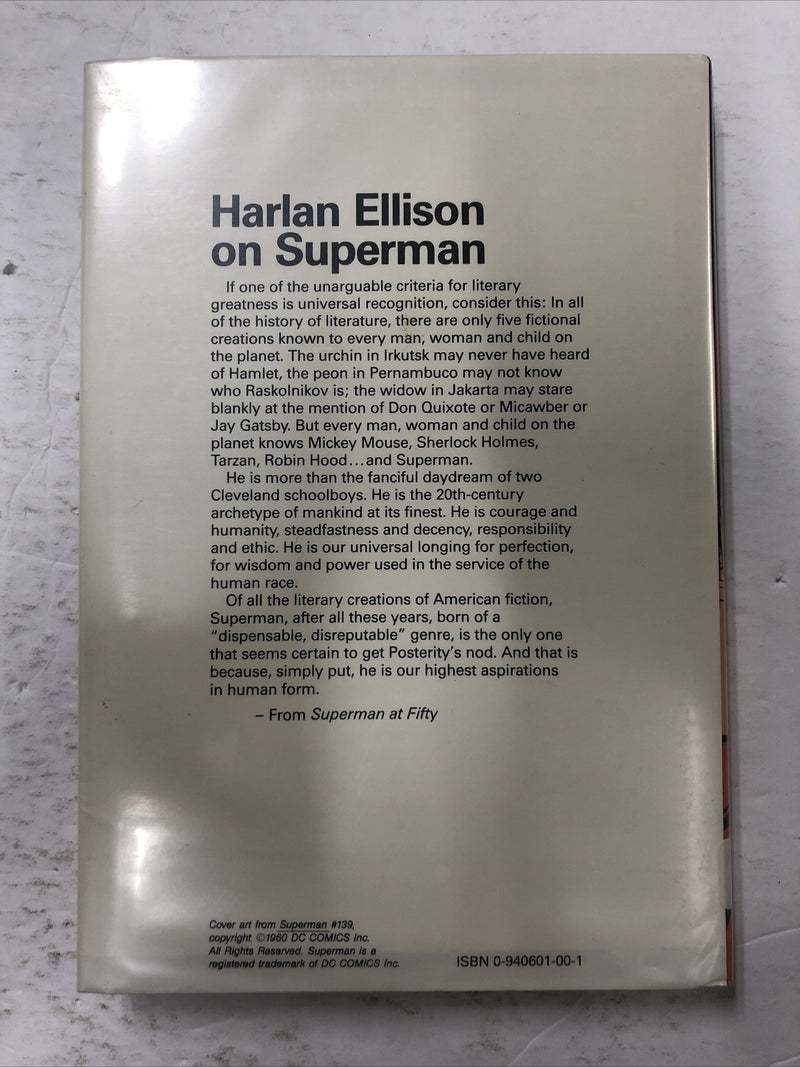 Harlan Ellison
on Superman
If one of the unarguable criteria for literary
greatness is universal recognition, consider this: In all
of the history of literature, there are only five fictional
creations known to every man, woman and child on
the planet. The urchin in Irkutsk may never have heard
of Hamlet, the peon in Pernambuco may not know
who Raskolnikov is; the widow in Jakarta may stare
blankly at the mention of Don Quixote or Micawber or
Jay Gatsby. But every man, woman and child on the
planet knows Mickey Mouse, Sherlock Holmes,
Tarzan, Robin Hood...and Superman.
He is more than the fanciful daydream of two
Cleveland schoolboys. He is the 20th-century
archetype of mankind at its finest. He is courage and
humanity, steadfastness and decency, responsibility
and ethic. He is our universal longing for perfection,
for wisdom and power used in the service of the
human race.
Of all the literary creations of American fiction,
Superman, after all these years, born of a
“dispensable, disreputable” genre, is the only one
that seems certain to get Posterity’s nod. And that is
because, simply put, he is our highest aspirations
in human form.
– From Superman at Fifty
Cover art from Superman #139,
copyright ©1960 DC COMICS Inc.
All Rights Reserved. Superman is a
registered trademark of DC COMICS Inc.
ISBN 0-940601-00-1